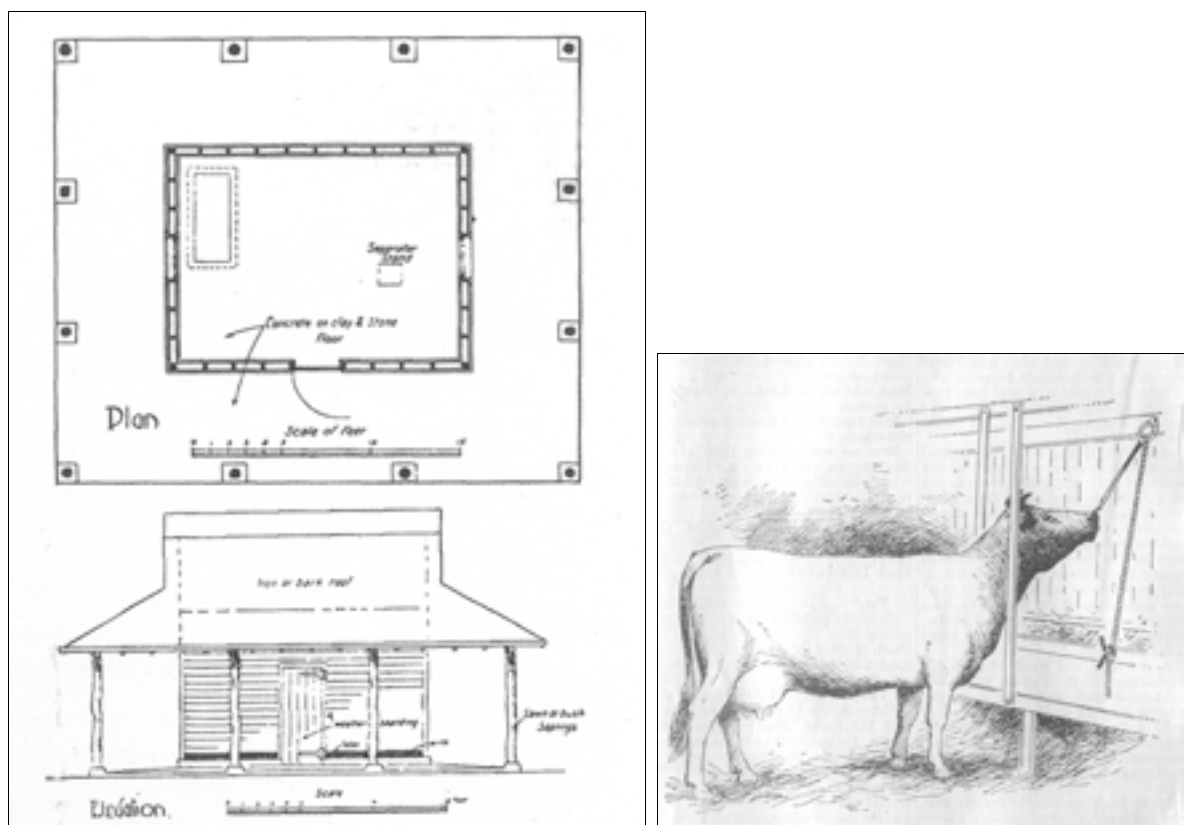 Separator
Stand
Concrete on clay & Stone
Floor
Plan
Scale of Feet
Iron or bark roof
weather boarding
Sawn or bush
Saplings
Elevation.
Scale